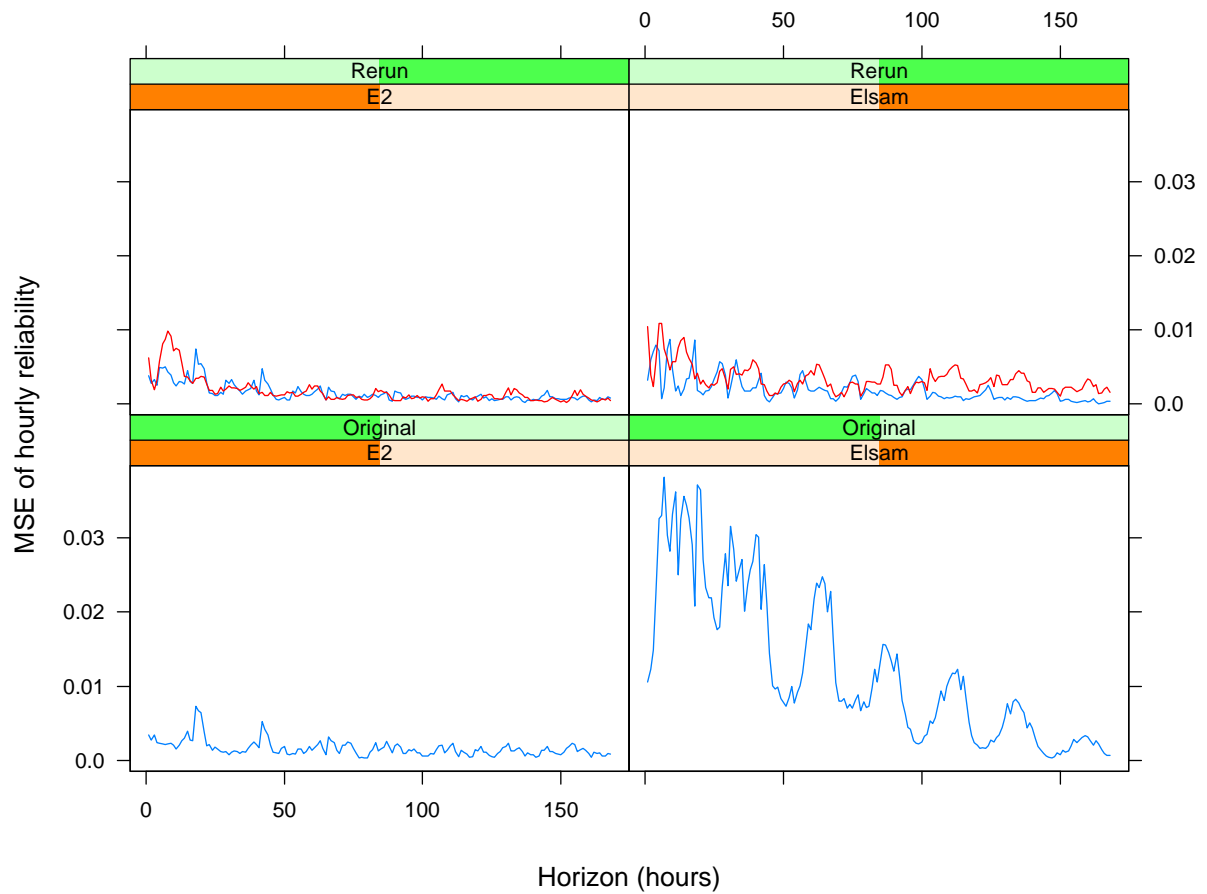 0 50 100 150
Rerun Rerun
E2 Elsam
0.03
0.02
0.01
0.0
Original Original
E2 Elsam
0.03
0.02
0.01
0.0
0 50 100 150
MSE of hourly reliability
Horizon (hours)